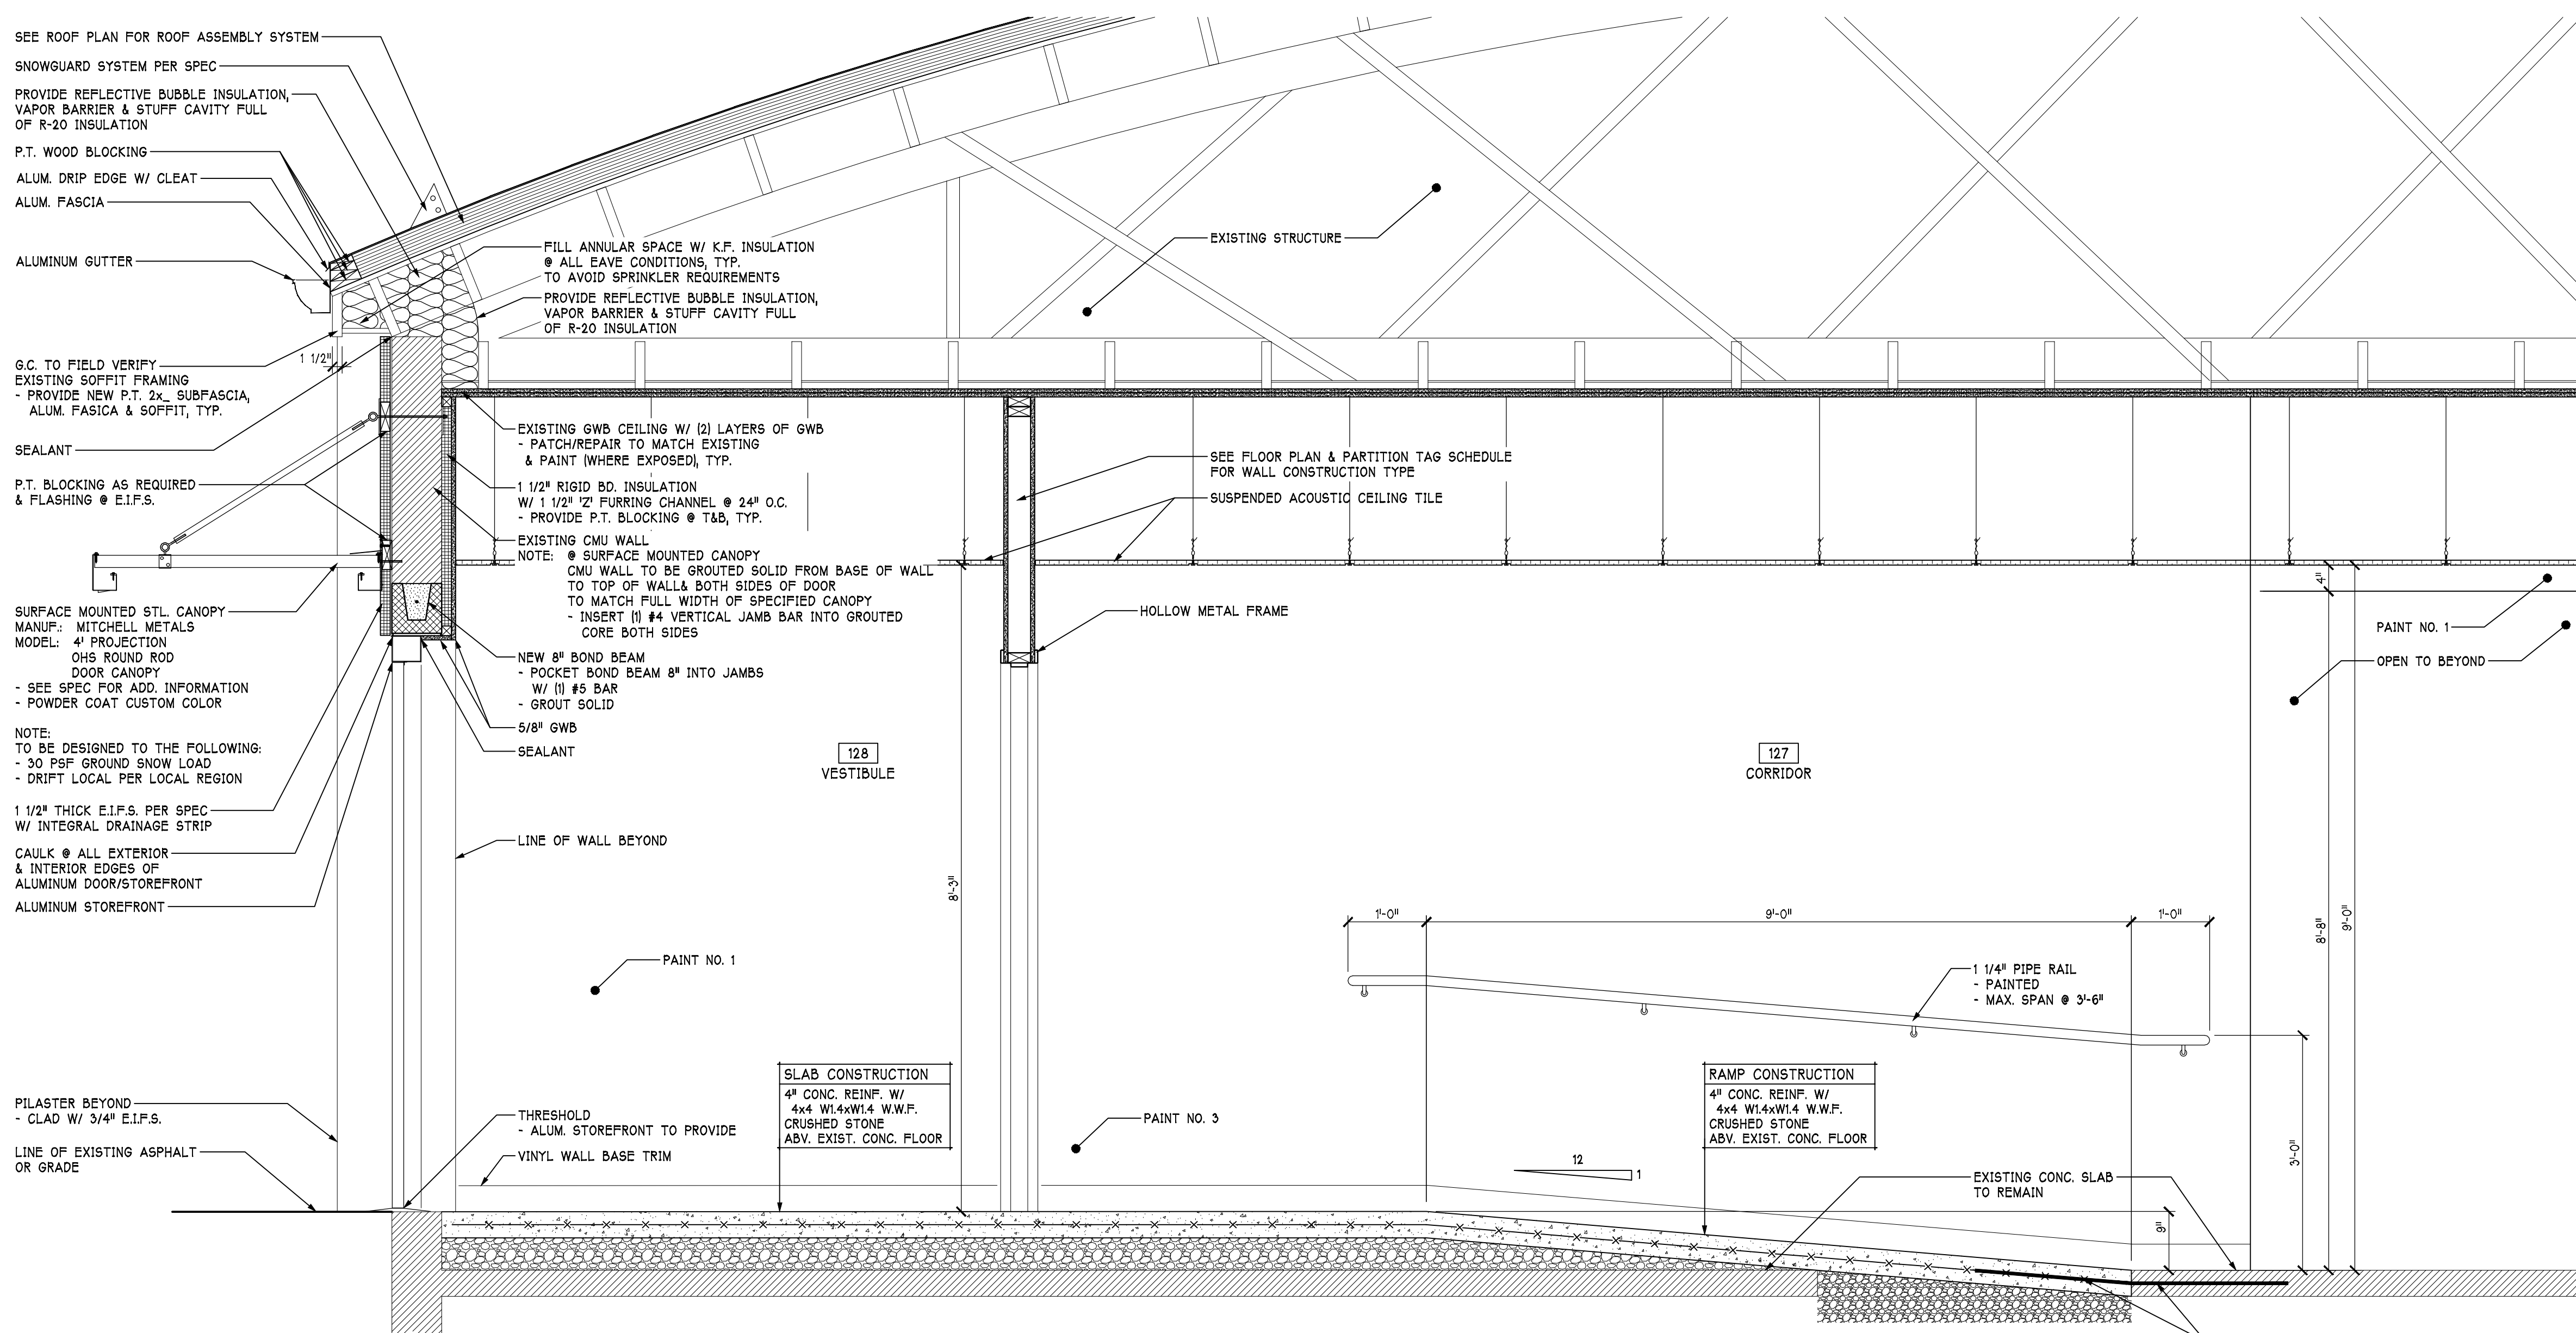 SEE ROOF PLAN FOR ROOF ASSEMBLY SYSTEM
SNOWGUARD SYSTEM PER SPEC
PROVIDE REFLECTIVE BUBBLE INSULATION,
VAPOR BARRIER & STUFF CAVITY FULL
OF R-20 INSULATION
P.T. WOOD BLOCKING
ALUM. DRIP EDGE W/ CLEAT
ALUM. FASCIA
ALUMINUM GUTTER
G.C. TO FIELD VERIFY
EXISTING SOFFIT FRAMING
- PROVIDE NEW P.T. 2x_ SUBFASCIA,
ALUM. FASICA & SOFFIT, TYP.
1 1/2"
SEALANT
P.T. BLOCKING AS REQUIRED
& FLASHING @ E.I.F.S.
SURFACE MOUNTED STL. CANOPY
MANUF.: MITCHELL METALS
MODEL: 4' PROJECTION
OHS ROUND ROD
DOOR CANOPY
- SEE SPEC FOR ADD. INFORMATION
- POWDER COAT CUSTOM COLOR
NOTE:
TO BE DESIGNED TO THE FOLLOWING:
- 30 PSF GROUND SNOW LOAD
- DRIFT LOCAL PER LOCAL REGION
1 1/2" THICK E.I.F.S. PER SPEC
W/ INTEGRAL DRAINAGE STRIP
CAULK @ ALL EXTERIOR
& INTERIOR EDGES OF
ALUMINUM DOOR/STOREFRONT
ALUMINUM STOREFRONT
PILASTER BEYOND
- CLAD W/ 3/4" E.I.F.S.
LINE OF EXISTING ASPHALT
OR GRADE
FILL ANNULAR SPACE W/ K.F. INSULATION
@ ALL EAVE CONDITIONS, TYP.
TO AVOID SPRINKLER REQUIREMENTS
PROVIDE REFLECTIVE BUBBLE INSULATION,
VAPOR BARRIER & STUFF CAVITY FULL
OF R-20 INSULATION
EXISTING GWB CEILING W/ (2) LAYERS OF GWB
- PATCH/REPAIR TO MATCH EXISTING
& PAINT (WHERE EXPOSED), TYP.
1 1/2" RIGID BD. INSULATION
W/ 1 1/2" 'Z' FURRING CHANNEL @ 24" O.C.
- PROVIDE P.T. BLOCKING @ T&B, TYP.
EXISTING CMU WALL
NOTE: @ SURFACE MOUNTED CANOPY
CMU WALL TO BE GROUTED SOLID FROM BASE OF WALL
TO TOP OF WALL& BOTH SIDES OF DOOR
TO MATCH FULL WIDTH OF SPECIFIED CANOPY
- INSERT (1) #4 VERTICAL JAMB BAR INTO GROUTED
CORE BOTH SIDES
NEW 8" BOND BEAM
- POCKET BOND BEAM 8" INTO JAMBS
W/ (1) #5 BAR
- GROUT SOLID
5/8" GWB
SEALANT
128
VESTIBULE
LINE OF WALL BEYOND
8'-3"
PAINT NO. 1
SLAB CONSTRUCTION
4" CONC. REINF. W/
4x4 W1.4xW1.4 W.W.F.
CRUSHED STONE
ABV. EXIST. CONC. FLOOR
THRESHOLD
- ALUM. STOREFRONT TO PROVIDE
VINYL WALL BASE TRIM
EXISTING STRUCTURE
SEE FLOOR PLAN & PARTITION TAG SCHEDULE
FOR WALL CONSTRUCTION TYPE
SUSPENDED ACOUSTIC CEILING TILE
HOLLOW METAL FRAME
127
CORRIDOR
PAINT NO. 3
1'-0"
9'-0"
1'-0"
1 1/4" PIPE RAIL
- PAINTED
- MAX. SPAN @ 3'-6"
RAMP CONSTRUCTION
4" CONC. REINF. W/
4x4 W1.4xW1.4 W.W.F.
CRUSHED STONE
ABV. EXIST. CONC. FLOOR
12
1
EXISTING CONC. SLAB
TO REMAIN
9"
3'-0"
4"
8'-8"
9'-0"
PAINT NO. 1
OPEN TO BEYOND